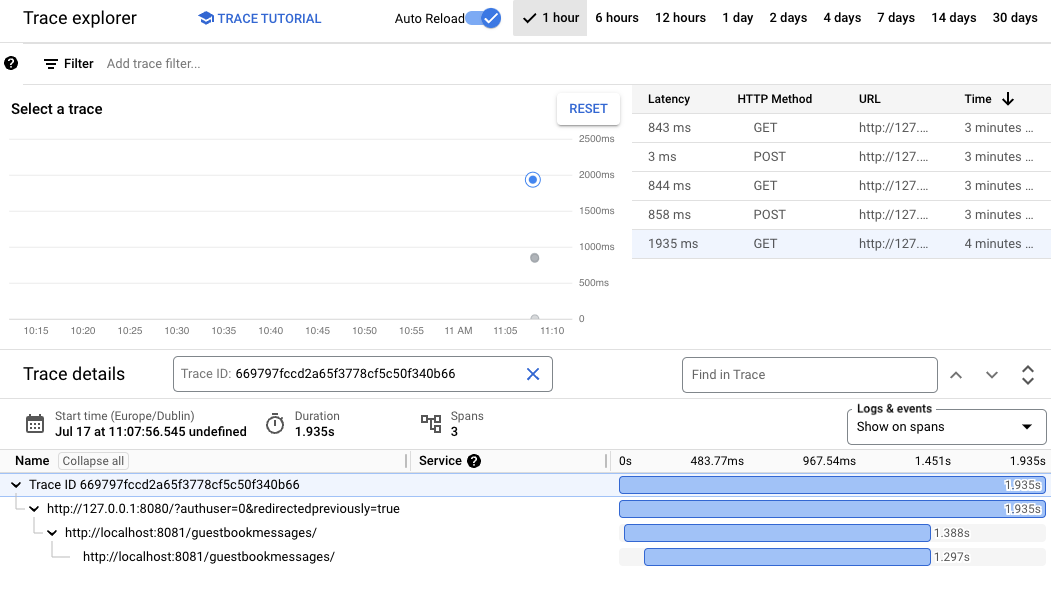 Trace explorer
TRACE TUTORIAL
Auto Reload
1 hour 6 hours 12 hours 1 day 2 days 4 days 7 days 14 days 30 days
Filter Add trace filter...
Select a trace
RESET
2500ms
2000ms
1500ms
1000ms
500ms
0
10:15 10:20 10:25 10:30 10:35 10:40 10:45 10:50 10:55 11 AM 11:05 11:10
Latency HTTP Method URL Time
843 ms GET http://127.... 3 minutes ...
3 ms POST http://127.... 3 minutes ...
844 ms GET http://127.... 3 minutes ...
858 ms POST http://127.... 3 minutes ...
1935 ms GET http://127.... 4 minutes ...
Trace details
Trace ID: 669797fccd2a65f3778cf5c50f340b66
Find in Trace
Start time (Europe/Dublin)
Jul 17 at 11:07:56.545 undefined
Duration
1.935s
Spans
3
Logs & events
Show on spans
Name Collapse all Service 0s 483.77ms 967.54ms 1.451s 1.935s
Trace ID 669797fccd2a65f3778cf5c50f340b66 1.935s
http://127.0.0.1:8080/?authuser=0&redirectedpreviously=true 1.935s
http://localhost:8081/guestbookmessages/ 1.388s
http://localhost:8081/guestbookmessages/ 1.297s